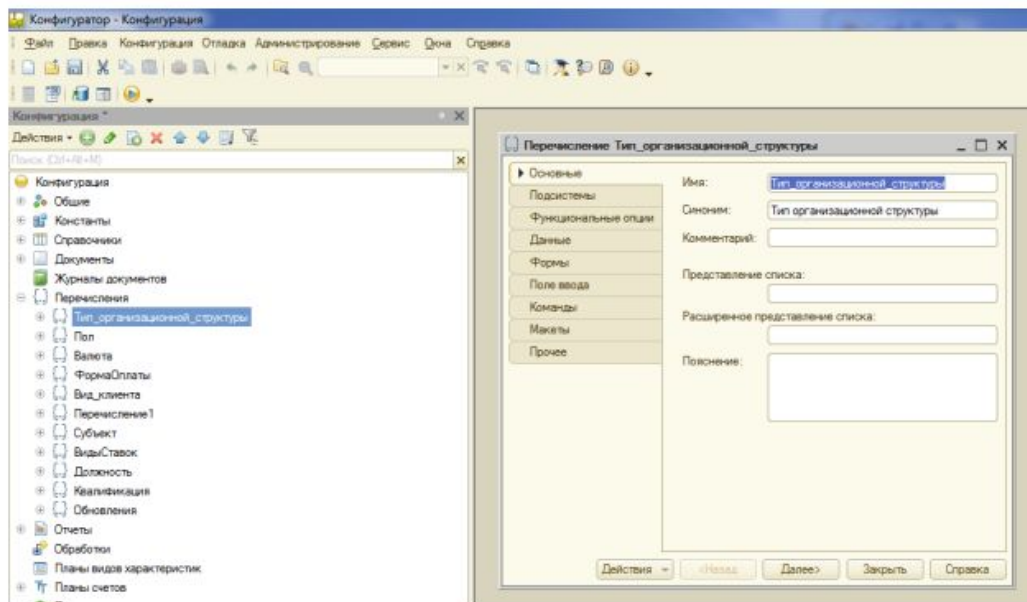 Конфигуратор - Конфигурация
Файл Правка Конфигурация Отладка Администрирование Сервис Окна Справка
Конфигурация *
Действия
Поиск (Ctrl+Alt+M)
Конфигурация
Общие
Константы
Справочники
Документы
Журналы документов
Перечисления
Тип_организационной_структуры
Пол
Валюта
ФормаОплаты
Вид_клиента
Перечисление1
Субъект
ВидыСтавок
Должность
Квалификация
Обновления
Отчеты
Обработки
Планы видов характеристик
Планы счетов
Перечисление Тип_организационной_структуры
Основные
Подсистемы
Функциональные опции
Данные
Формы
Поле ввода
Команды
Макеты
Прочее
Имя: Тип_организационной_структуры
Синоним: Тип организационной структуры
Комментарий:
Представление списка:
Расширенное представление списка:
Пояснение:
Действия <Назад Далее> Закрыть Справка